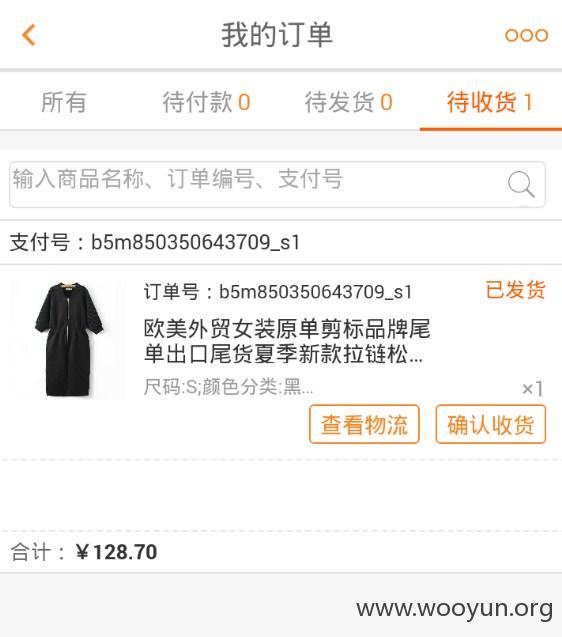 我的订单
所有 待付款 0 待发货 0 待收货 1
输入商品名称、订单编号、支付号
支付号：b5m850350643709_s1
订单号：b5m850350643709_s1 已发货
欧美外贸女装原单剪标品牌尾
单出口尾货夏季新款拉链松...
尺码:S;颜色分类:黑... ×1
查看物流 确认收货
合计：￥128.70
www.wooyun.org